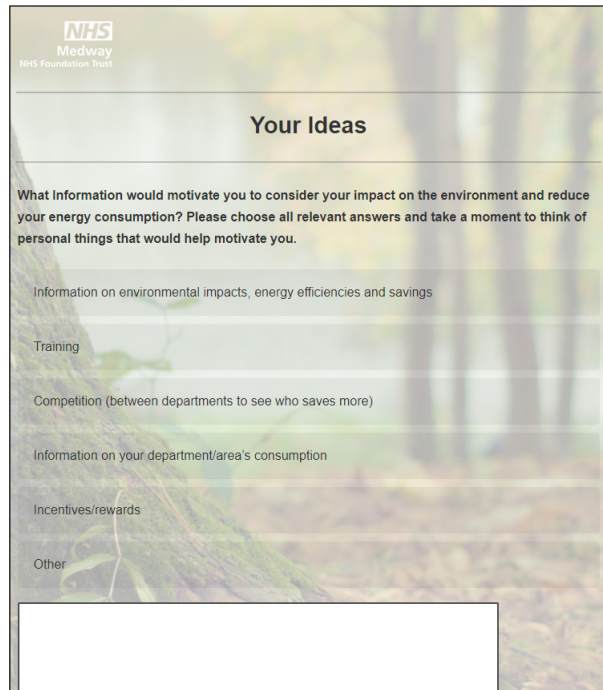 NHS
Medway
NHS Foundation Trust
Your Ideas
What Information would motivate you to consider your impact on the environment and reduce
your energy consumption? Please choose all relevant answers and take a moment to think of
personal things that would help motivate you.
Information on environmental impacts, energy efficiencies and savings
Training
Competition (between departments to see who saves more)
Information on your department/area’s consumption
Incentives/rewards
Other